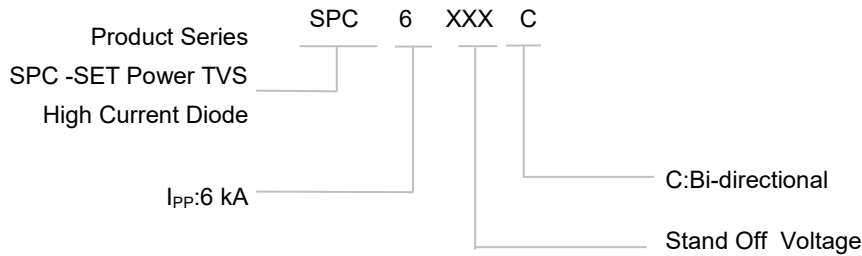 SPC 6 XXX C
Product Series
SPC -SET Power TVS
High Current Diode
I_PP:6 kA
C:Bi-directional
Stand Off Voltage